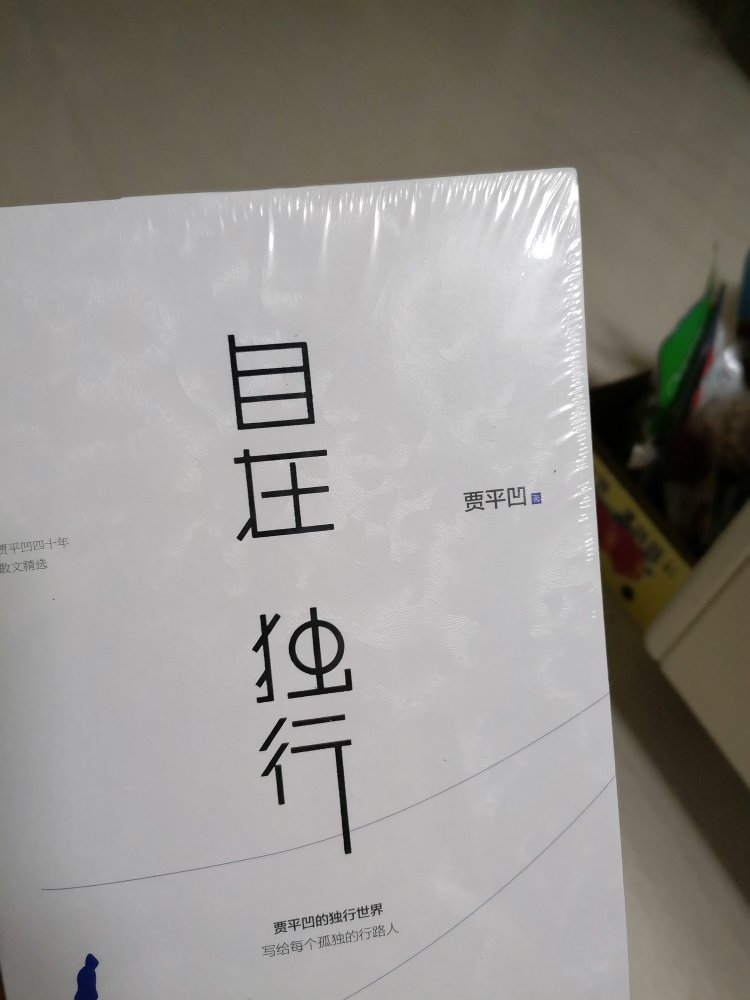 自在
独行
贾平凹 著
贾平凹四十年
散文精选
贾平凹的独行世界
写给每个孤独的行路人